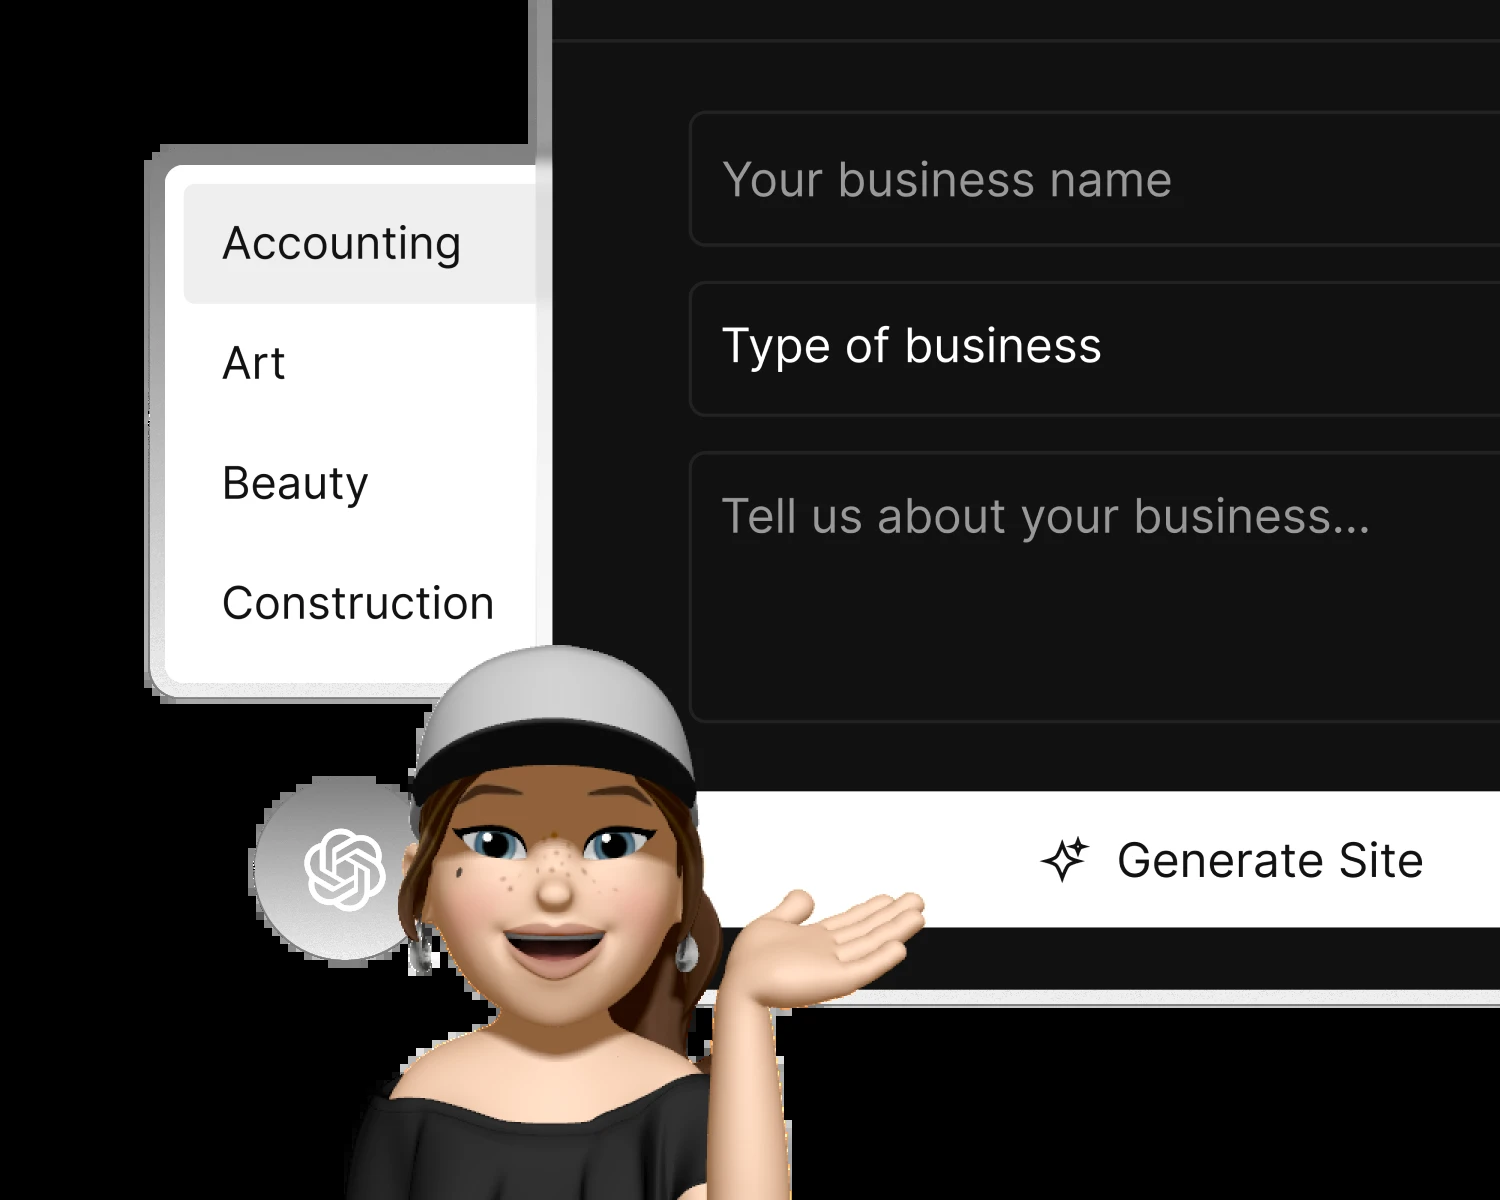 Accounting
Art
Beauty
Construction
Your business name
Type of business
Tell us about your business...
Generate Site